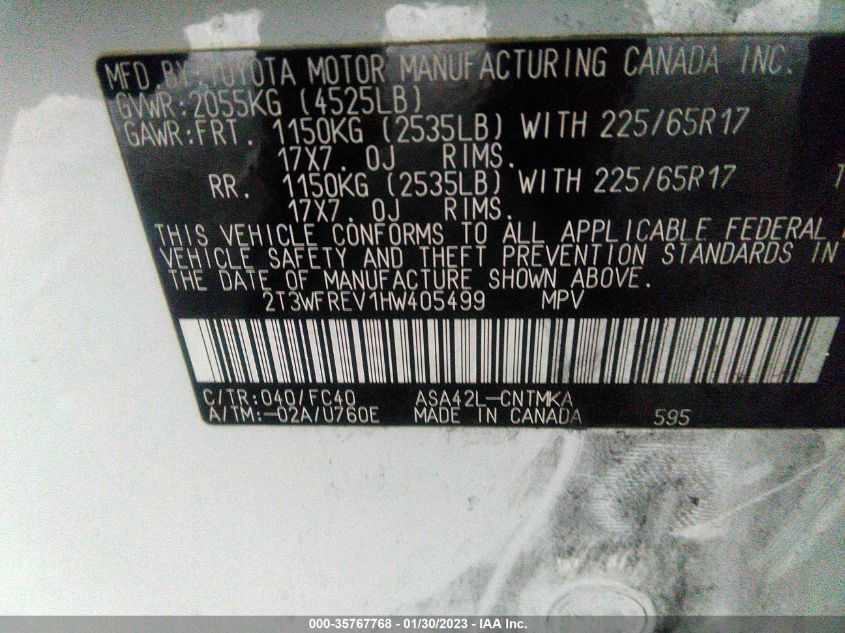 MFD.BY:TOYOTA MOTOR MANUFACTURING CANADA INC.
GVWR:2055KG (4525LB)
GAWR:FRT. 1150KG (2535LB) WITH 225/65R17
17X7.0J RIMS.
RR. 1150KG (2535LB) WITH 225/65R17 T
17X7.0J RIMS.
THIS VEHICLE CONFORMS TO ALL APPLICABLE FEDERAL
VEHICLE SAFETY AND THEFT PREVENTION STANDARDS IN
THE DATE OF MANUFACTURE SHOWN ABOVE.
2T3WFREV1HW405499 MPV
C/TR:040/FC40 ASA42L-CNTMKA
A/TM:-02A/U760E MADE IN CANADA 595
000-35767768 - 01/30/2023 - IAA Inc.